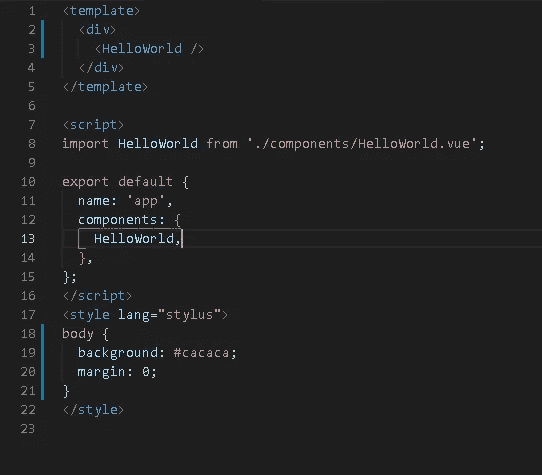 1 <template>
2   <div>
3     <HelloWorld />
4   </div>
5 </template>
6
7 <script>
8 import HelloWorld from './components/HelloWorld.vue';
9
10 export default {
11   name: 'app',
12   components: {
13     HelloWorld,
14   },
15 };
16 </script>
17 <style lang="stylus">
18 body {
19   background: #cacaca;
20   margin: 0;
21 }
22 </style>
23